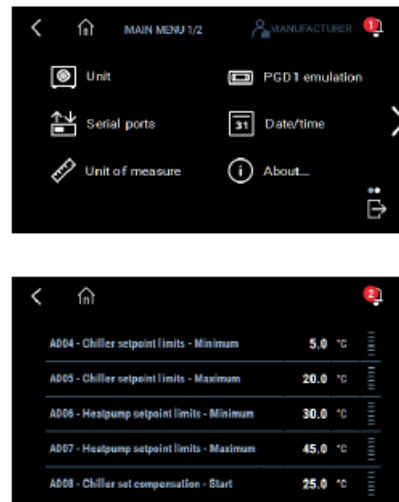 MAIN MENU 1/2 MANUFACTURER 1
Unit PGD1 emulation
Serial ports 31 Date/time
Unit of measure i About...
2
A004 - Chiller setpoint limits - Minimum 5.0 °C
A005 - Chiller setpoint limits - Maximum 20.0 °C
A006 - Heatpump setpoint limits - Minimum 30.0 °C
A007 - Heatpump setpoint limits - Maximum 45.0 °C
A008 - Chiller set compensation - Start 25.0 °C